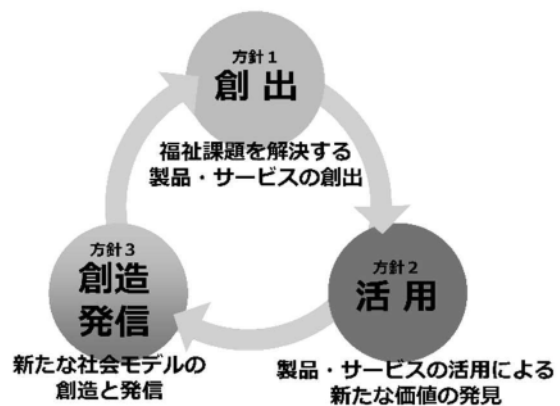 方針1
創出
福祉課題を解決する
製品・サービスの創出
方針2
活用
製品・サービスの活用による
新たな価値の発見
方針3
創造
発信
新たな社会モデルの
創造と発信